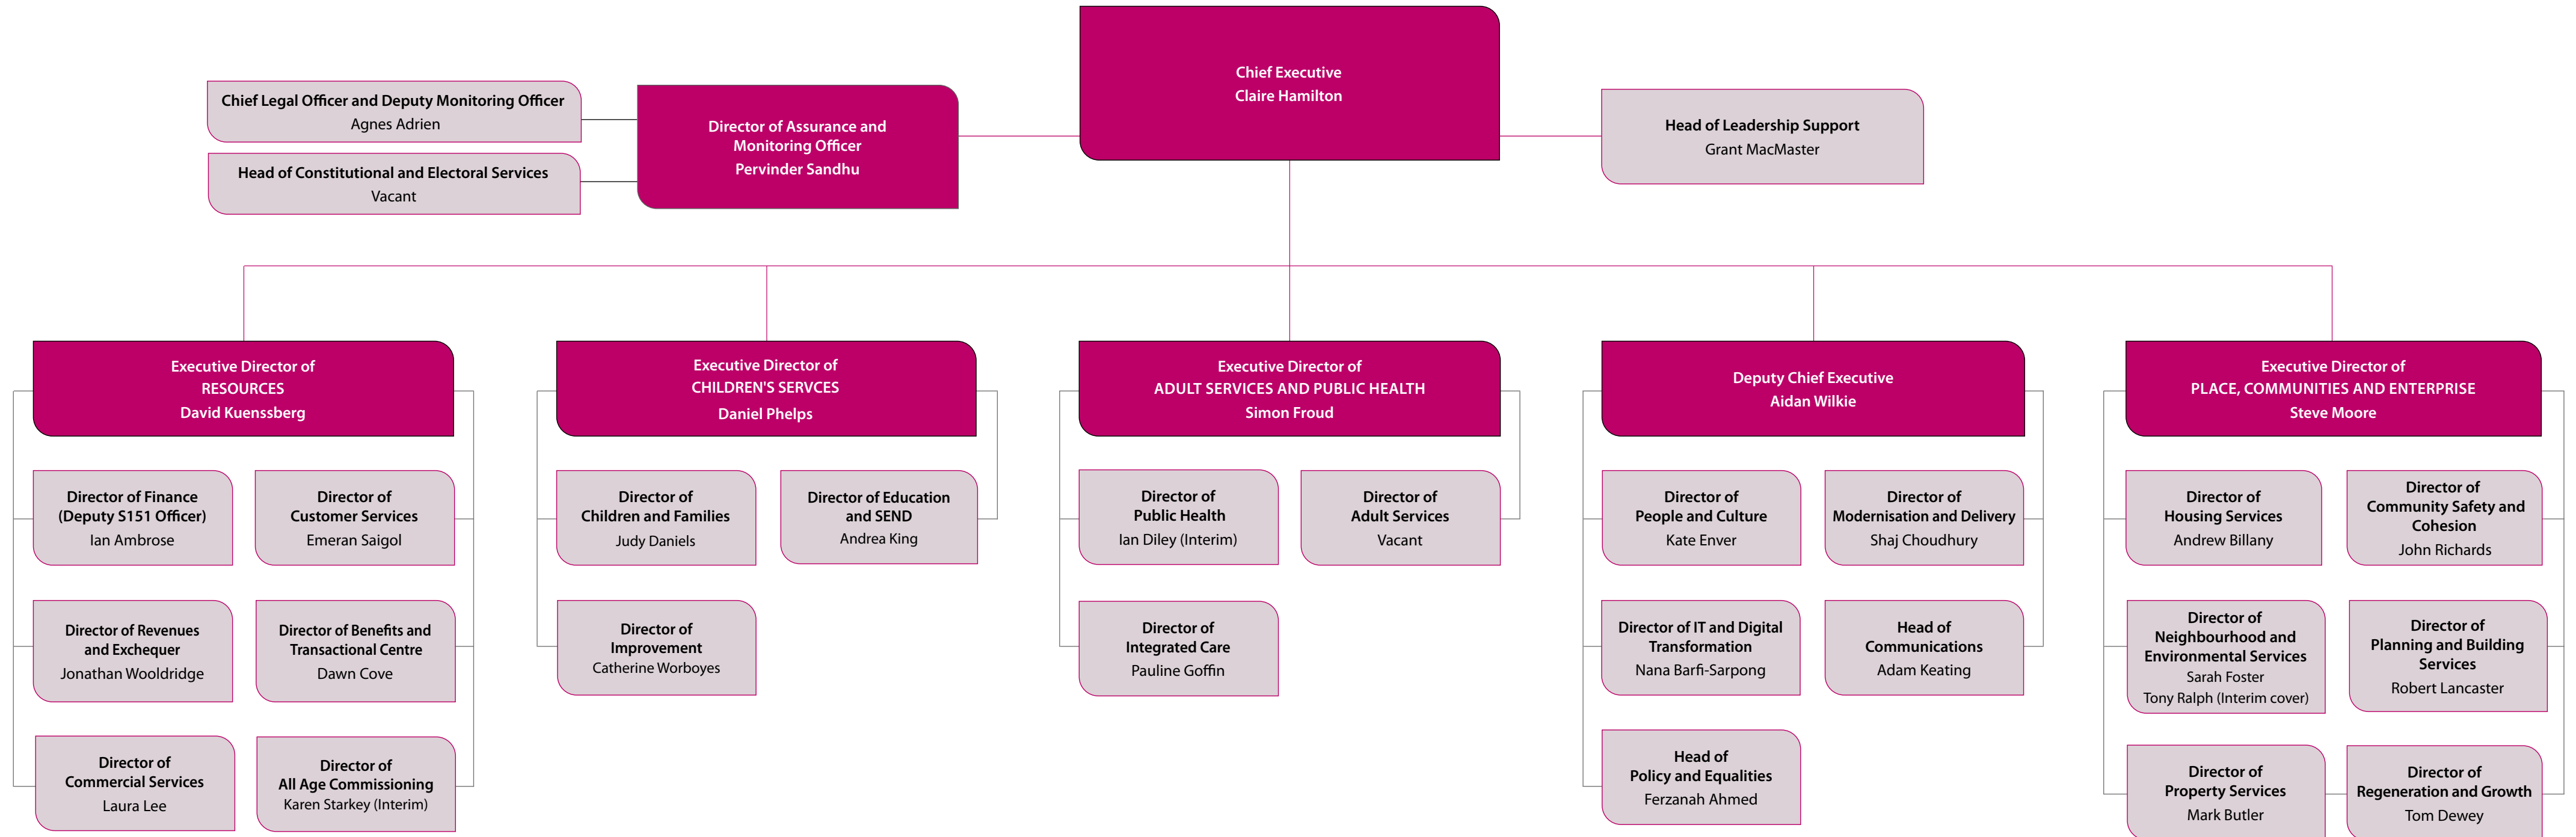 Chief Executive
Claire Hamilton
Chief Legal Officer and Deputy Monitoring Officer
Agnes Adrien
Head of Constitutional and Electoral Services
Vacant
Director of Assurance and
Monitoring Officer
Pervinder Sandhu
Head of Leadership Support
Grant MacMaster
Executive Director of
RESOURCES
David Kuenssberg
Director of Finance
(Deputy S151 Officer)
Ian Ambrose
Director of
Customer Services
Emeran Saigol
Director of Revenues
and Exchequer
Jonathan Wooldridge
Director of Benefits and
Transactional Centre
Dawn Cove
Director of
Commercial Services
Laura Lee
Director of
All Age Commissioning
Karen Starkey (Interim)
Executive Director of
CHILDREN'S SERVCES
Daniel Phelps
Director of
Children and Families
Judy Daniels
Director of Education
and SEND
Andrea King
Director of
Improvement
Catherine Worboyes
Executive Director of
ADULT SERVICES AND PUBLIC HEALTH
Simon Froud
Director of
Public Health
Ian Diley (Interim)
Director of
Adult Services
Vacant
Director of
Integrated Care
Pauline Goffin
Deputy Chief Executive
Aidan Wilkie
Director of
People and Culture
Kate Enver
Director of
Modernisation and Delivery
Shaj Choudhury
Director of IT and Digital
Transformation
Nana Barfi-Sarpong
Head of
Communications
Adam Keating
Head of
Policy and Equalities
Ferzanah Ahmed
Executive Director of
PLACE, COMMUNITIES AND ENTERPRISE
Steve Moore
Director of
Housing Services
Andrew Billany
Director of
Community Safety and
Cohesion
John Richards
Director of
Neighbourhood and
Environmental Services
Sarah Foster
Tony Ralph (Interim cover)
Director of
Planning and Building
Services
Robert Lancaster
Director of
Property Services
Mark Butler
Director of
Regeneration and Growth
Tom Dewey